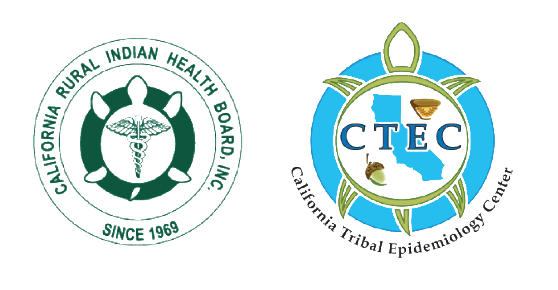 CALIFORNIA RURAL INDIAN HEALTH BOARD, INC.
SINCE 1969
CTEC
California Tribal Epidemiology Center